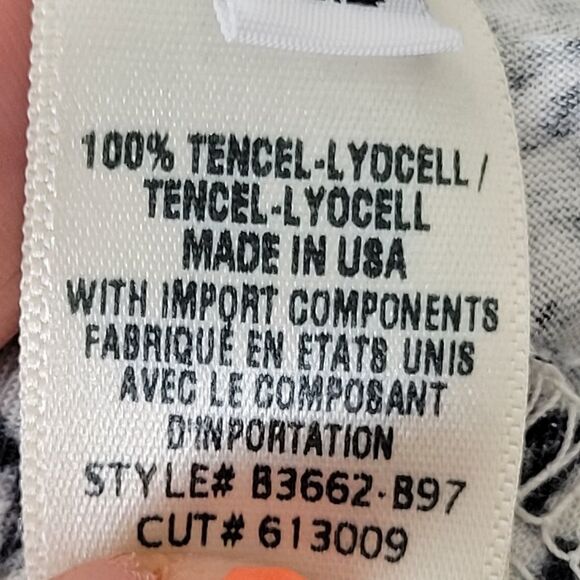 100% TENCEL-LYOCELL/
TENCEL-LYOCELL
MADE IN USA
WITH IMPORT COMPONENTS
FABRIQUÉ EN ETATS UNIS
AVEC LE COMPOSANT
D'INPORTATION
STYLE# B3662-B97
CUT# 613009